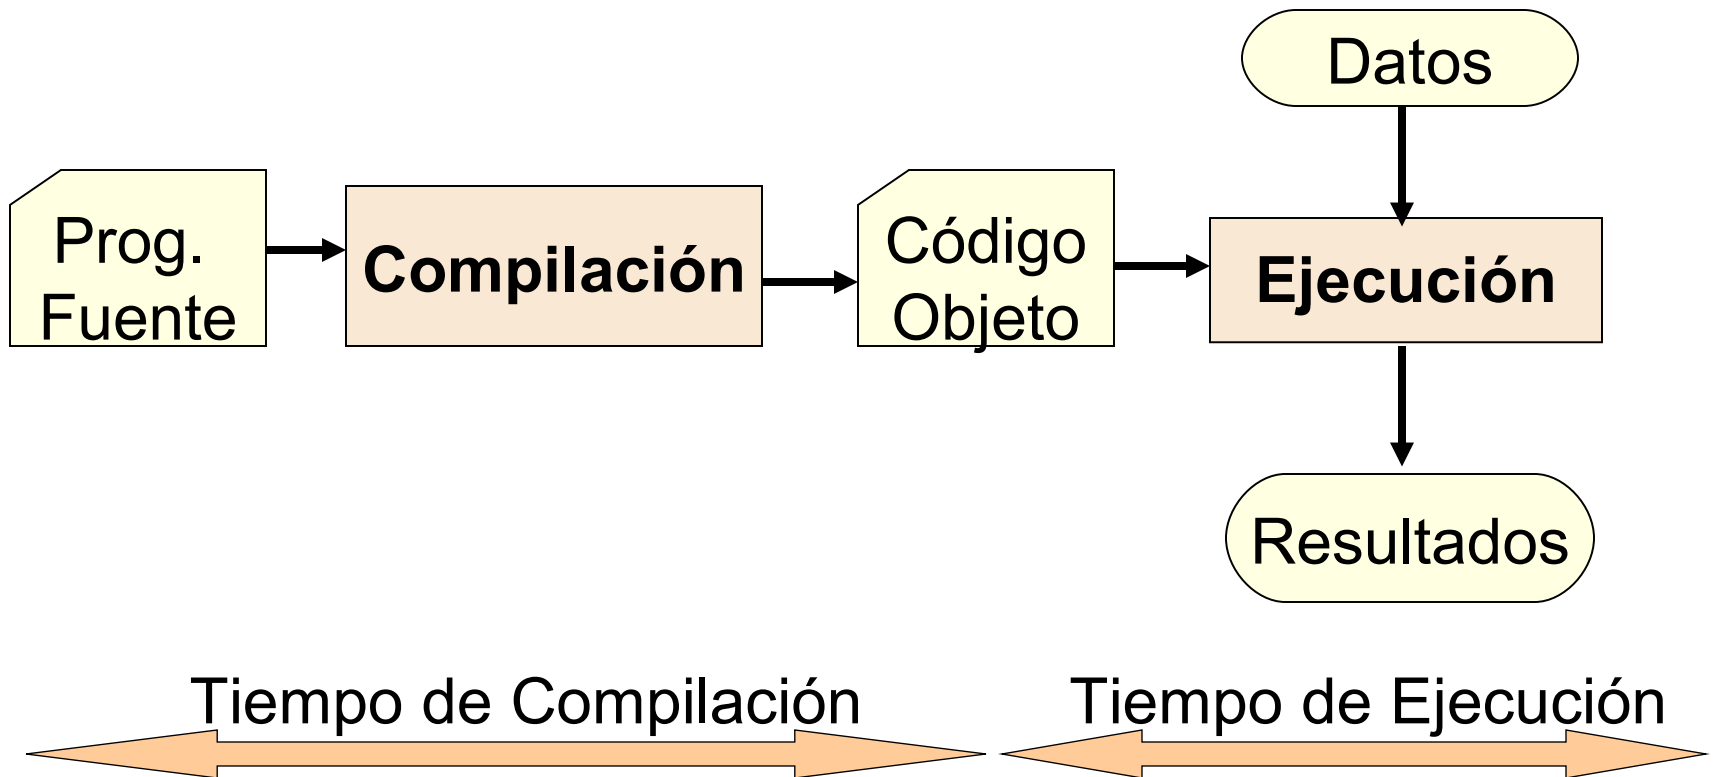 Datos
Prog.
Fuente
Compilación
Código
Objeto
Ejecución
Resultados
Tiempo de Compilación
Tiempo de Ejecución